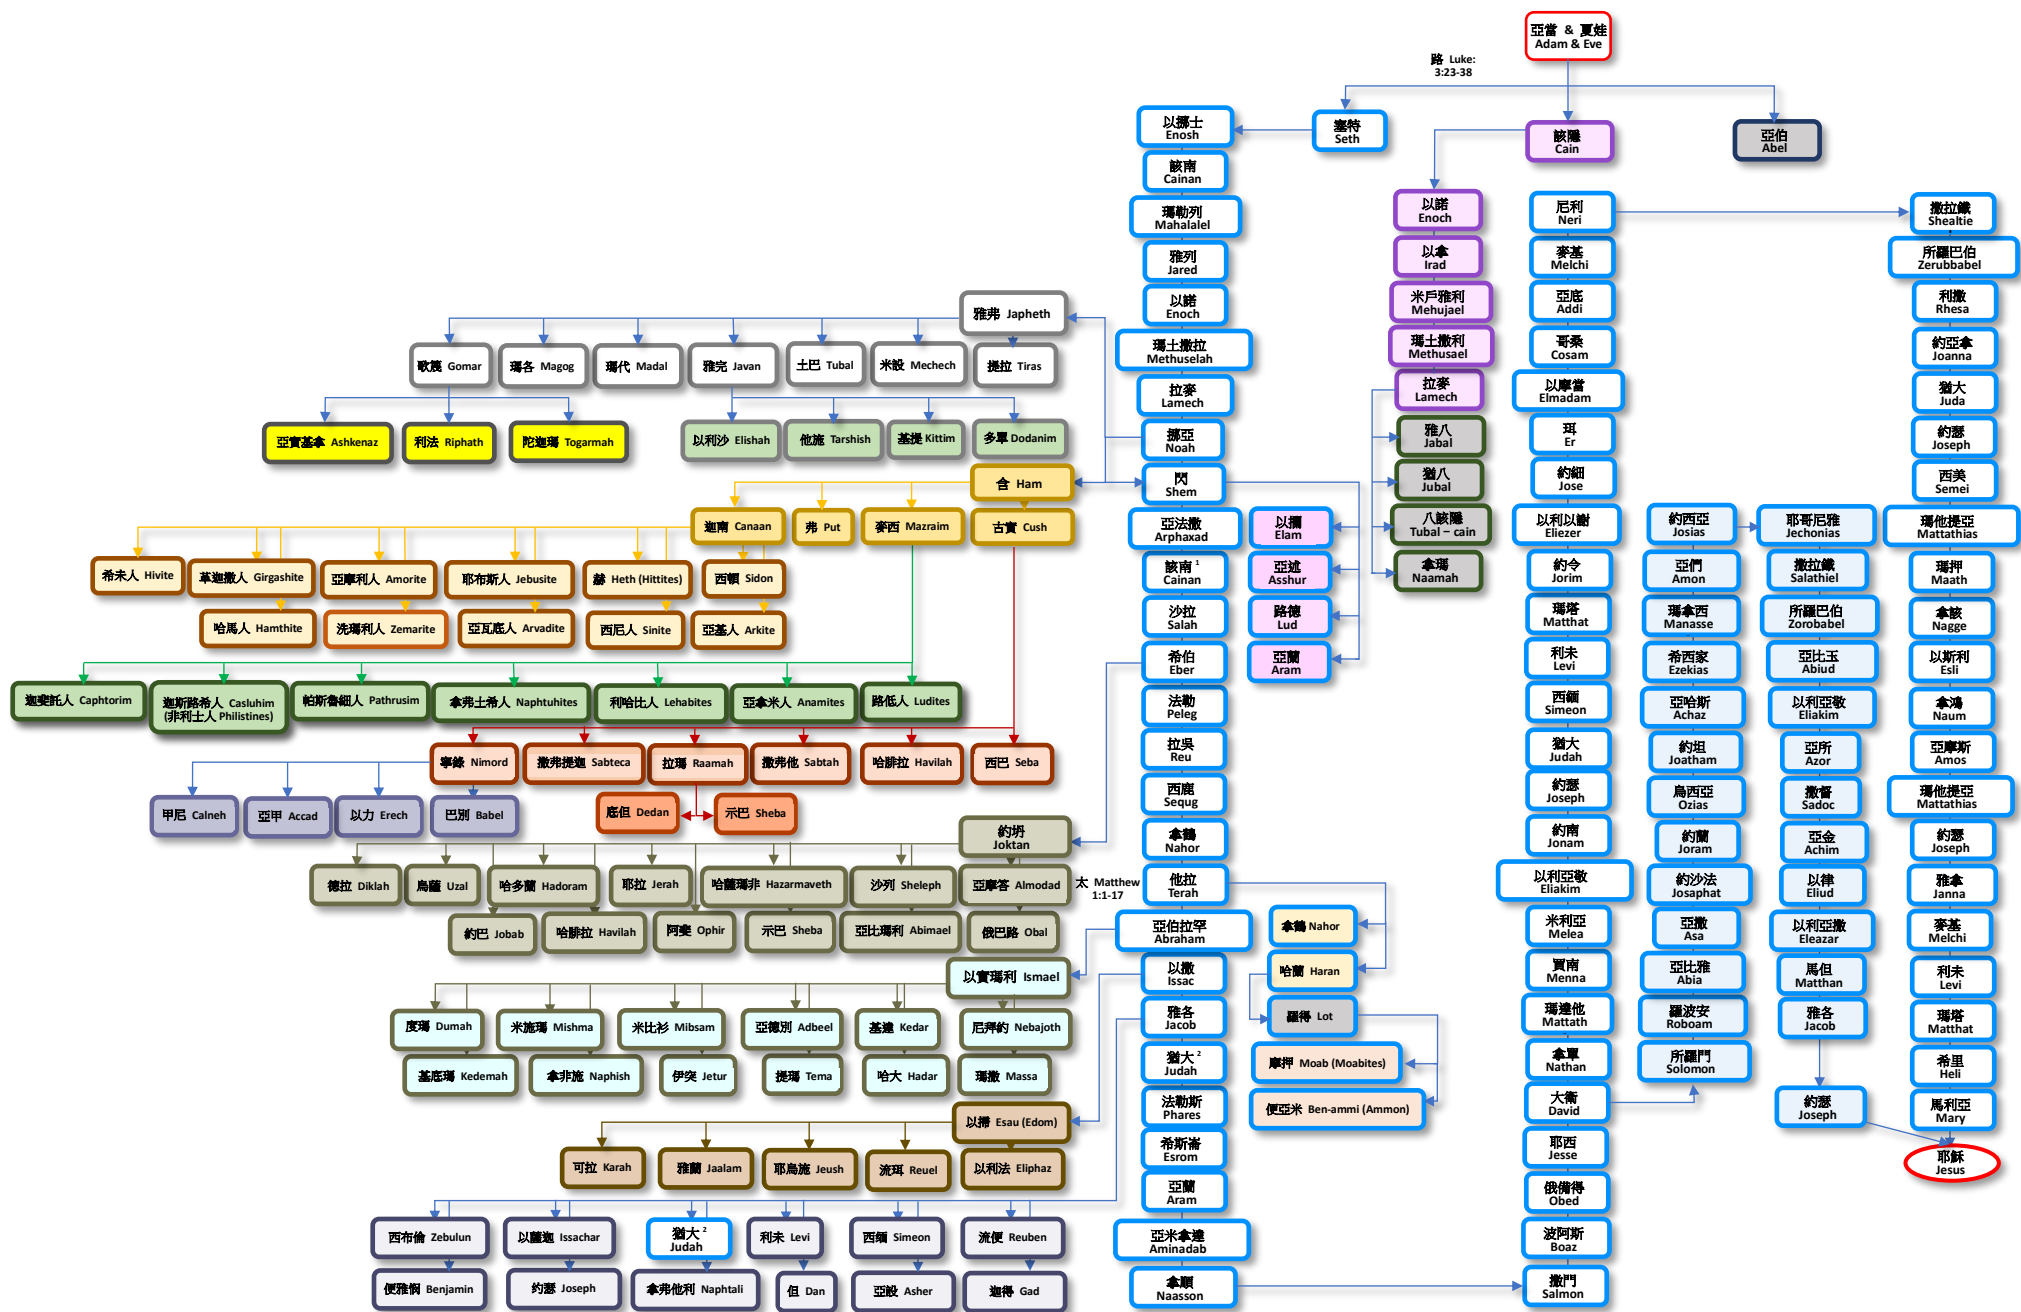 亞當 & 夏娃
Adam & Eve
路 Luke:
3:23-38
塞特
Seth
該隱
Cain
亞伯
Abel
以挪士
Enosh
該南
Cainan
瑪勒列
Mahalalel
雅列
Jared
以諾
Enoch
瑪土撒拉
Methuselah
拉麥
Lamech
挪亞
Noah
閃
Shem
亞法撒
Arphaxad
該南 1
Cainan
沙拉
Salah
希伯
Eber
法勒
Peleg
拉吳
Reu
西鹿
Sequg
拿鶴
Nahor
他拉
Terah
太 Matthew
1:1-17
亞伯拉罕
Abraham
以撒
Issac
雅各
Jacob
猶大 2
Judah
法勒斯
Phares
希斯崙
Esrom
亞蘭
Aram
亞米拿達
Aminadab
拿順
Naasson
以諾
Enoch
以拿
Irad
米戶雅利
Mehujael
瑪土撒利
Methusael
拉麥
Lamech
雅八
Jabal
猶八
Jubal
八該隱
Tubal – cain
拿瑪
Naamah
以攔
Elam
亞述
Asshur
路德
Lud
亞蘭
Aram
拿鶴 Nahor
哈蘭 Haran
羅得 Lot
摩押 Moab (Moabites)
便亞米 Ben-ammi (Ammon)
雅弗 Japheth
歌篾 Gomar
瑪各 Magog
瑪代 Madal
雅完 Javan
土巴 Tubal
米設 Mechech
提拉 Tiras
亞實基拿 Ashkenaz
利法 Riphath
陀迦瑪 Togarmah
以利沙 Elishah
他施 Tarshish
基提 Kittim
多單 Dodanim
含 Ham
迦南 Canaan
弗 Put
麥西 Mazraim
古實 Cush
希未人 Hivite
革迦撒人 Girgashite
亞摩利人 Amorite
耶布斯人 Jebusite
赫 Heth (Hittites)
西頓 Sidon
哈馬人 Hamthite
洗瑪利人 Zemarite
亞瓦底人 Arvadite
西尼人 Sinite
亞基人 Arkite
迦斐託人 Caphtorim
迦斯路希人 Casluhim
(非利士人 Philistines)
帕斯魯細人 Pathrusim
拿弗土希人 Naphtuhites
利哈比人 Lehabites
亞拿米人 Anamites
路低人 Ludites
寧錄 Nimord
撒弗提迦 Sabteca
拉瑪 Raamah
撒弗他 Sabtah
哈腓拉 Havilah
西巴 Seba
甲尼 Calneh
亞甲 Accad
以力 Erech
巴別 Babel
底但 Dedan
示巴 Sheba
約坍
Joktan
德拉 Diklah
烏薩 Uzal
哈多蘭 Hadoram
耶拉 Jerah
哈薩瑪非 Hazarmaveth
沙列 Sheleph
亞摩答 Almodad
約巴 Jobab
哈腓拉 Havilah
阿斐 Ophir
示巴 Sheba
亞比瑪利 Abimael
俄巴路 Obal
以實瑪利 Ismael
度瑪 Dumah
米施瑪 Mishma
米比衫 Mibsam
亞德別 Adbeel
基達 Kedar
尼拜約 Nebajoth
基底瑪 Kedemah
拿非施 Naphish
伊突 Jetur
提瑪 Tema
哈大 Hadar
瑪撒 Massa
以掃 Esau (Edom)
可拉 Karah
雅蘭 Jaalam
耶烏施 Jeush
流珥 Reuel
以利法 Eliphaz
西布倫 Zebulun
以薩迦 Issachar
猶大 2
Judah
利未 Levi
西緬 Simeon
流便 Reuben
便雅憫 Benjamin
約瑟 Joseph
拿弗他利 Naphtali
但 Dan
亞設 Asher
迦得 Gad
尼利
Neri
麥基
Melchi
亞底
Addi
哥桑
Cosam
以摩當
Elmadam
珥
Er
約細
Jose
以利以謝
Eliezer
約令
Jorim
瑪塔
Matthat
利未
Levi
西緬
Simeon
猶大
Judah
約瑟
Joseph
約南
Jonam
以利亞敬
Eliakim
米利亞
Melea
買南
Menna
瑪達他
Mattath
拿單
Nathan
大衛
David
耶西
Jesse
俄備得
Obed
波阿斯
Boaz
撒門
Salmon
約西亞
Josias
亞們
Amon
瑪拿西
Manasse
希西家
Ezekias
亞哈斯
Achaz
約坦
Joatham
烏西亞
Ozias
約蘭
Joram
約沙法
Josaphat
亞撒
Asa
亞比雅
Abia
羅波安
Roboam
所羅門
Solomon
耶哥尼雅
Jechonias
撒拉鐵
Salathiel
所羅巴伯
Zorobabel
亞比玉
Abiud
以利亞敬
Eliakim
亞所
Azor
撒督
Sadoc
亞金
Achim
以律
Eliud
以利亞撒
Eleazar
馬但
Matthan
雅各
Jacob
約瑟
Joseph
撒拉鐵
Shealtie
所羅巴伯
Zerubbabel
利撒
Rhesa
約亞拿
Joanna
猶大
Juda
約瑟
Joseph
西美
Semei
瑪他提亞
Mattathias
瑪押
Maath
拿該
Nagge
以斯利
Esli
拿鴻
Naum
亞摩斯
Amos
瑪他提亞
Mattathias
約瑟
Joseph
雅拿
Janna
麥基
Melchi
利未
Levi
瑪塔
Matthat
希里
Heli
馬利亞
Mary
耶穌
Jesus